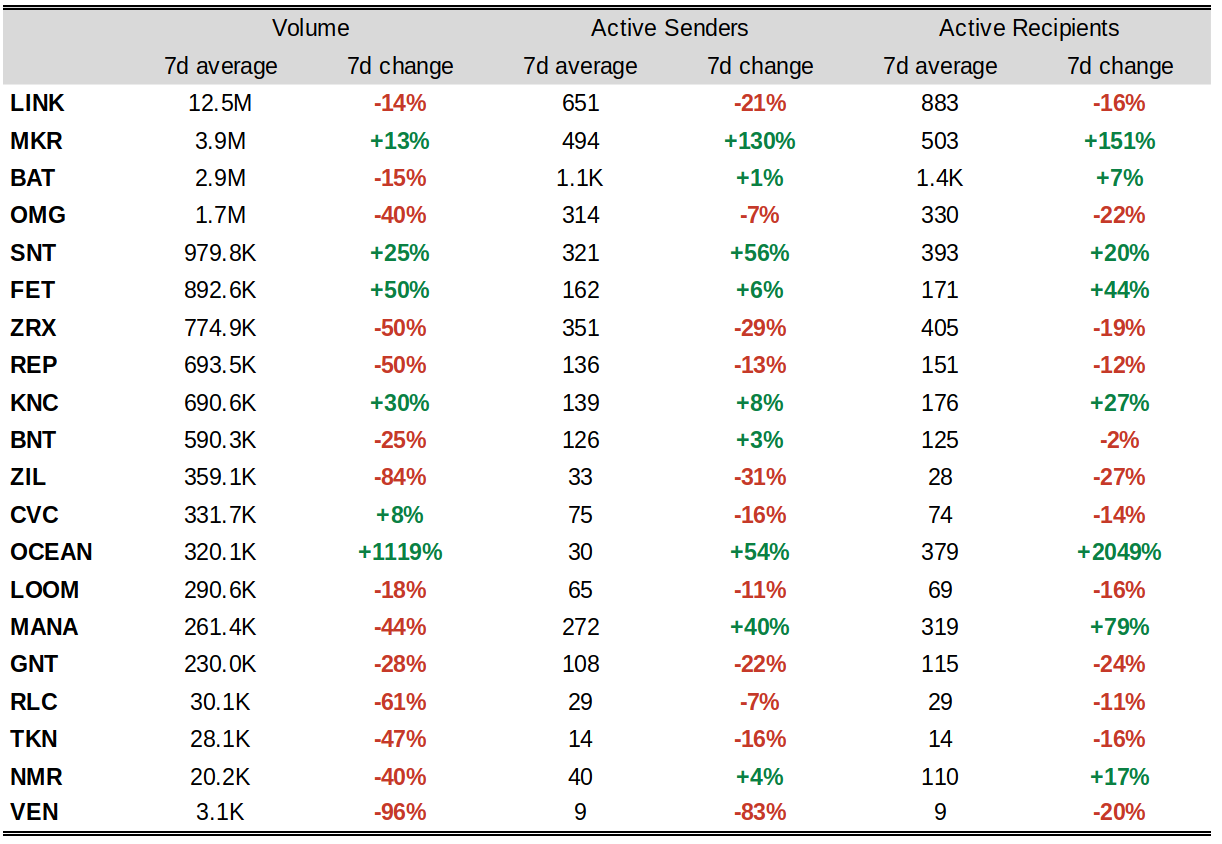 Volume Active Senders Active Recipients
7d average 7d change 7d average 7d change 7d average 7d change
LINK 12.5M -14% 651 -21% 883 -16%
MKR 3.9M +13% 494 +130% 503 +151%
BAT 2.9M -15% 1.1K +1% 1.4K +7%
OMG 1.7M -40% 314 -7% 330 -22%
SNT 979.8K +25% 321 +56% 393 +20%
FET 892.6K +50% 162 +6% 171 +44%
ZRX 774.9K -50% 351 -29% 405 -19%
REP 693.5K -50% 136 -13% 151 -12%
KNC 690.6K +30% 139 +8% 176 +27%
BNT 590.3K -25% 126 +3% 125 -2%
ZIL 359.1K -84% 33 -31% 28 -27%
CVC 331.7K +8% 75 -16% 74 -14%
OCEAN 320.1K +1119% 30 +54% 379 +2049%
LOOM 290.6K -18% 65 -11% 69 -16%
MANA 261.4K -44% 272 +40% 319 +79%
GNT 230.0K -28% 108 -22% 115 -24%
RLC 30.1K -61% 29 -7% 29 -11%
TKN 28.1K -47% 14 -16% 14 -16%
NMR 20.2K -40% 40 +4% 110 +17%
VEN 3.1K -96% 9 -83% 9 -20%